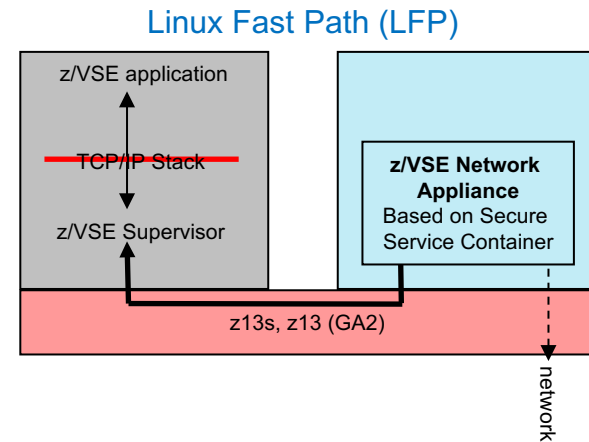 Linux Fast Path (LFP)
z/VSE application
TCP/IP Stack
z/VSE Supervisor
z/VSE Network
Appliance
Based on Secure
Service Container
z13s, z13 (GA2)
network